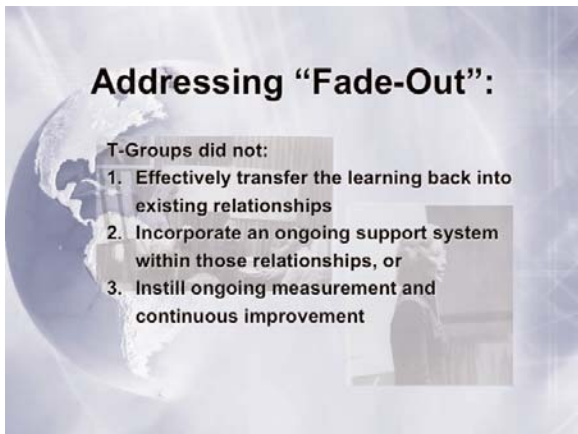 Addressing “Fade-Out”:
T-Groups did not:
1. Effectively transfer the learning back into
existing relationships
2. Incorporate an ongoing support system
within those relationships, or
3. Instill ongoing measurement and
continuous improvement